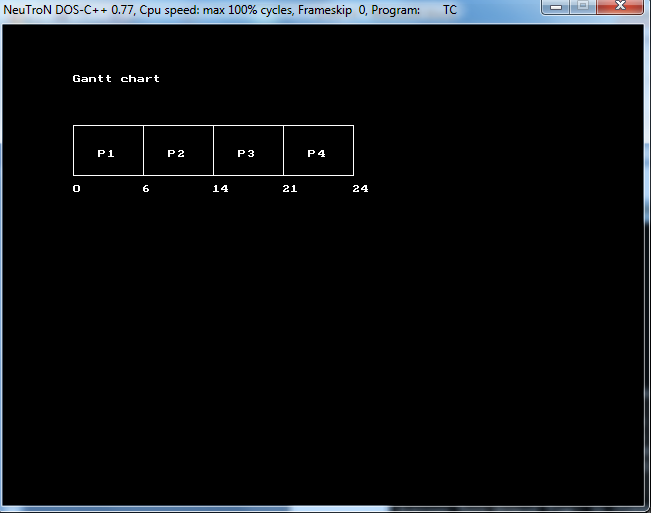 NeuTroN DOS-C++ 0.77, Cpu speed: max 100% cycles, Frameskip 0, Program: TC
Gantt chart
P1 P2 P3 P4
0 6 14 21 24